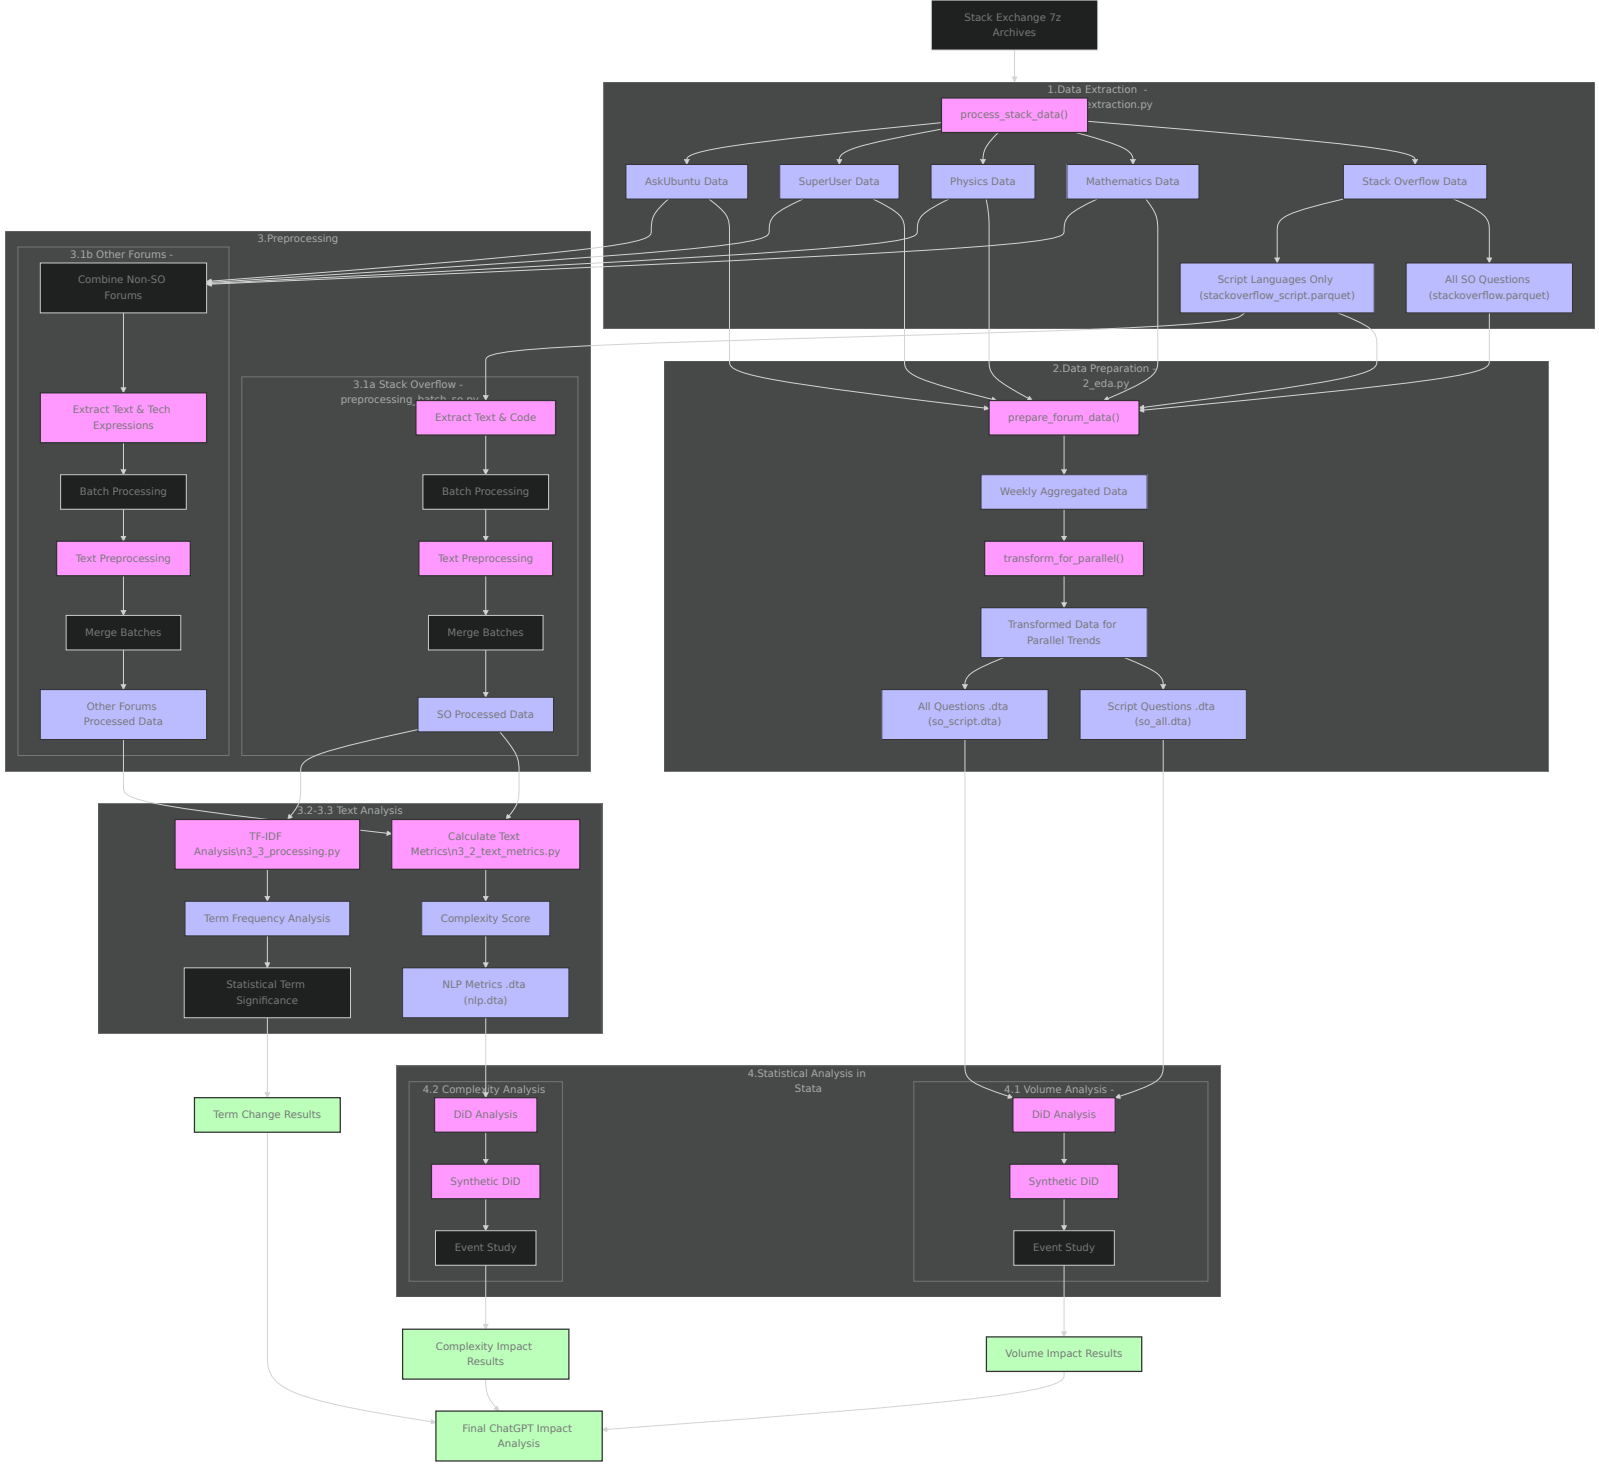 Stack Exchange 7z
Archives
1.Data Extraction -
extraction.py
process_stack_data()
AskUbuntu Data
SuperUser Data
Physics Data
Mathematics Data
Stack Overflow Data
Script Languages Only
(stackoverflow_script.parquet)
All SO Questions
(stackoverflow.parquet)
3.Preprocessing
3.1b Other Forums -
Combine Non-SO
Forums
Extract Text & Tech
Expressions
Batch Processing
Text Preprocessing
Merge Batches
Other Forums
Processed Data
3.1a Stack Overflow -
preprocessing_batch_so.py
Extract Text & Code
Batch Processing
Text Preprocessing
Merge Batches
SO Processed Data
2.Data Preparation -
2_eda.py
prepare_forum_data()
Weekly Aggregated Data
transform_for_parallel()
Transformed Data for
Parallel Trends
All Questions .dta
(so_script.dta)
Script Questions .dta
(so_all.dta)
3.2-3.3 Text Analysis
TF-IDF
Analysis\n3_3_processing.py
Calculate Text
Metrics\n3_2_text_metrics.py
Term Frequency Analysis
Complexity Score
Statistical Term
Significance
NLP Metrics .dta
(nlp.dta)
4.Statistical Analysis in
Stata
4.2 Complexity Analysis
DiD Analysis
Synthetic DiD
Event Study
4.1 Volume Analysis -
DiD Analysis
Synthetic DiD
Event Study
Term Change Results
Complexity Impact
Results
Volume Impact Results
Final ChatGPT Impact
Analysis